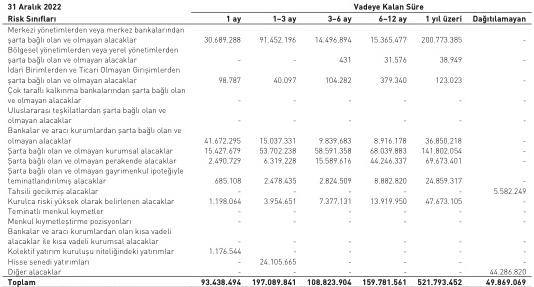 31 Aralık 2022 Vadeye Kalan Süre
Risk Sınıfları 1 ay 1–3 ay 3–6 ay 6–12 ay 1 yıl üzeri Dağıtılamayan
Merkezi yönetimlerden veya merkez bankalarından
şarta bağlı olan ve olmayan alacaklar 30.689.288 91.452.196 14.496.894 15.365.477 200.773.385 -
Bölgesel yönetimlerden veya yerel yönetimlerden
şarta bağlı olan ve olmayan alacaklar - - 431 31.576 38.949 -
İdari Birimlerden ve Ticari Olmayan Girişimlerden
şarta bağlı olan ve olmayan alacaklar 98.787 40.097 104.282 379.340 123.023 -
Çok taraflı kalkınma bankalarından şarta bağlı olan
ve olmayan alacaklar - - - - - -
Uluslararası teşkilatlardan şarta bağlı olan ve
olmayan alacaklar - - - - - -
Bankalar ve aracı kurumlardan şarta bağlı olan ve
olmayan alacaklar 41.672.295 15.037.331 9.839.683 8.916.178 36.850.218 -
Şarta bağlı olan ve olmayan kurumsal alacaklar 15.427.679 53.702.238 58.591.358 68.039.883 141.802.054 -
Şarta bağlı olan ve olmayan perakende alacaklar 2.490.729 6.319.228 15.589.616 44.246.337 69.673.401 -
Şarta bağlı olan ve olmayan gayrimenkul ipoteğiyle
teminatlandırılmış alacaklar 685.108 2.478.435 2.824.509 8.882.820 24.859.317 -
Tahsili gecikmiş alacaklar - - - - - 5.582.249
Kurulca riski yüksek olarak belirlenen alacaklar 1.198.064 3.954.651 7.377.131 13.919.950 47.673.105 -
Teminatlı menkul kıymetler - - - - - -
Menkul kıymetleştirme pozisyonları - - - - - -
Bankalar ve aracı kurumlardan olan kısa vadeli
alacaklar ile kısa vadeli kurumsal alacaklar - - - - - -
Kolektif yatırım kuruluşu niteliğindeki yatırımlar 1.176.544 - - - - -
Hisse senedi yatırımları - 24.105.665 - - - -
Diğer alacaklar - - - - - 44.286.820
Toplam 93.438.494 197.089.841 108.823.904 159.781.561 521.793.452 49.869.069